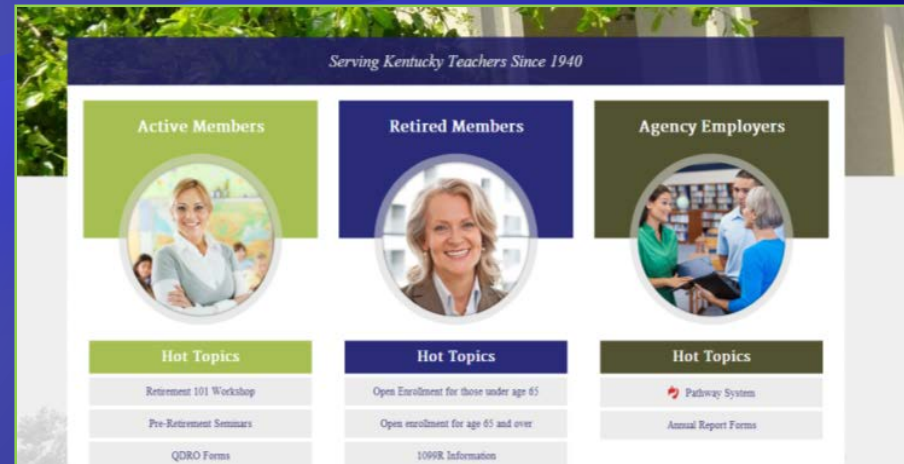 Serving Kentucky Teachers Since 1940
Active Members
Retired Members
Agency Employers
Hot Topics
Retirement 101 Workshop
Pre-Retirement Seminars
QDRO Forms
Hot Topics
Open Enrollment for those under age 65
Open enrollment for age 65 and over
1099R Information
Hot Topics
Pathway System
Annual Report Forms